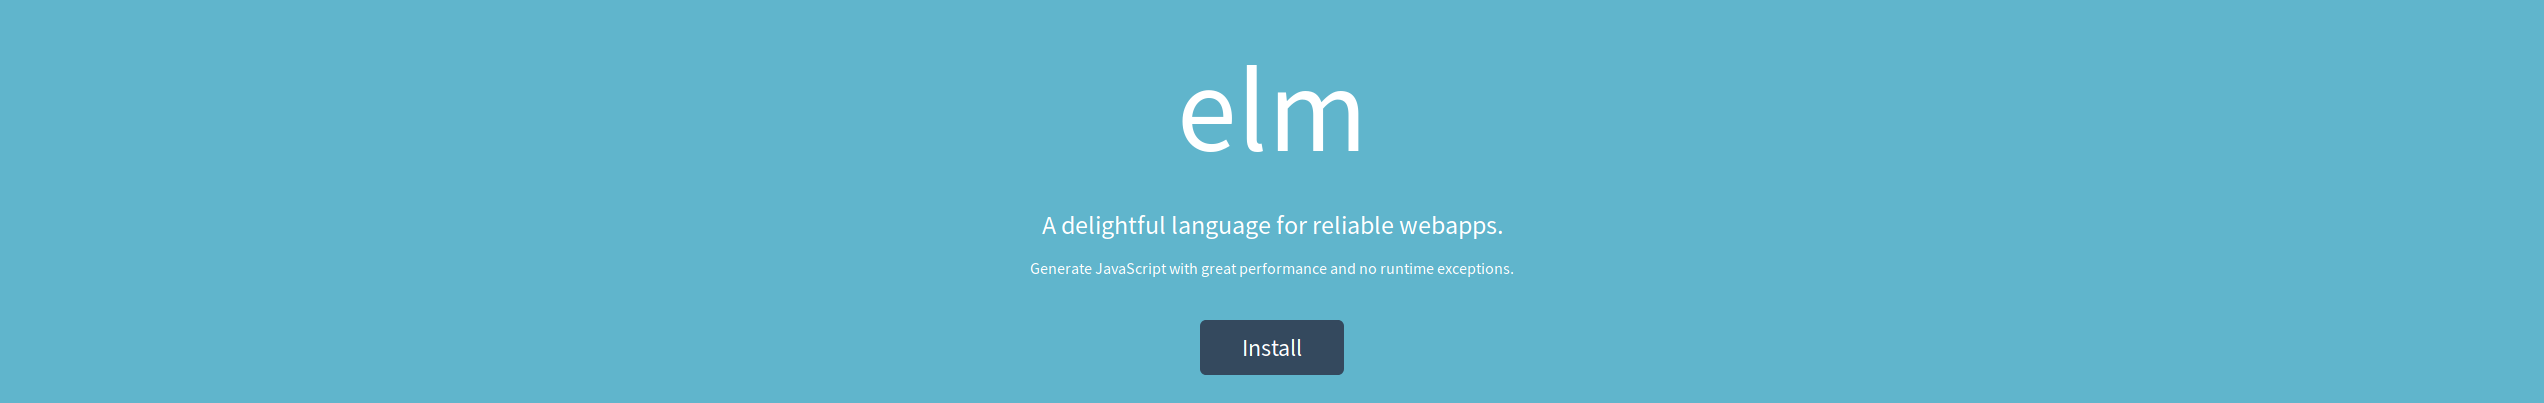 elm
A delightful language for reliable webapps.
Generate JavaScript with great performance and no runtime exceptions.
Install